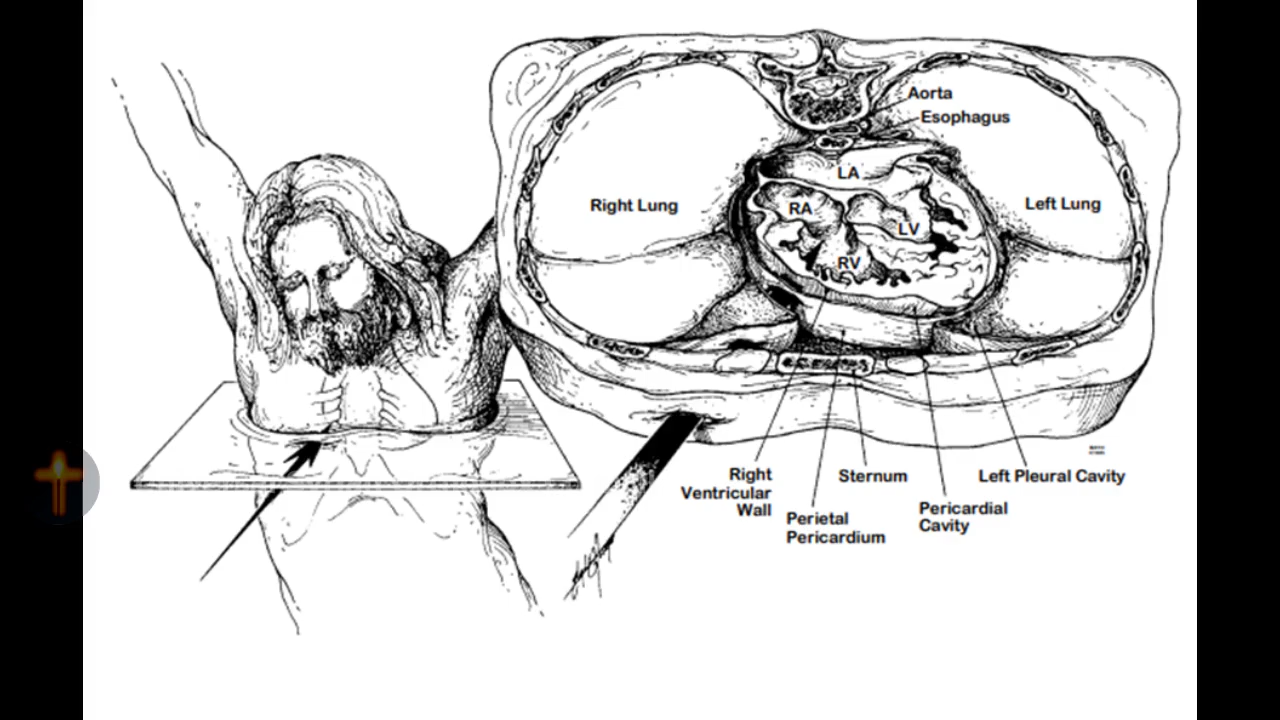 Aorta
Esophagus
LA
Right Lung
RA
Left Lung
LV
RV
Right
Ventricular
Wall
Sternum
Left Pleural Cavity
Perietal
Pericardium
Pericardial
Cavity